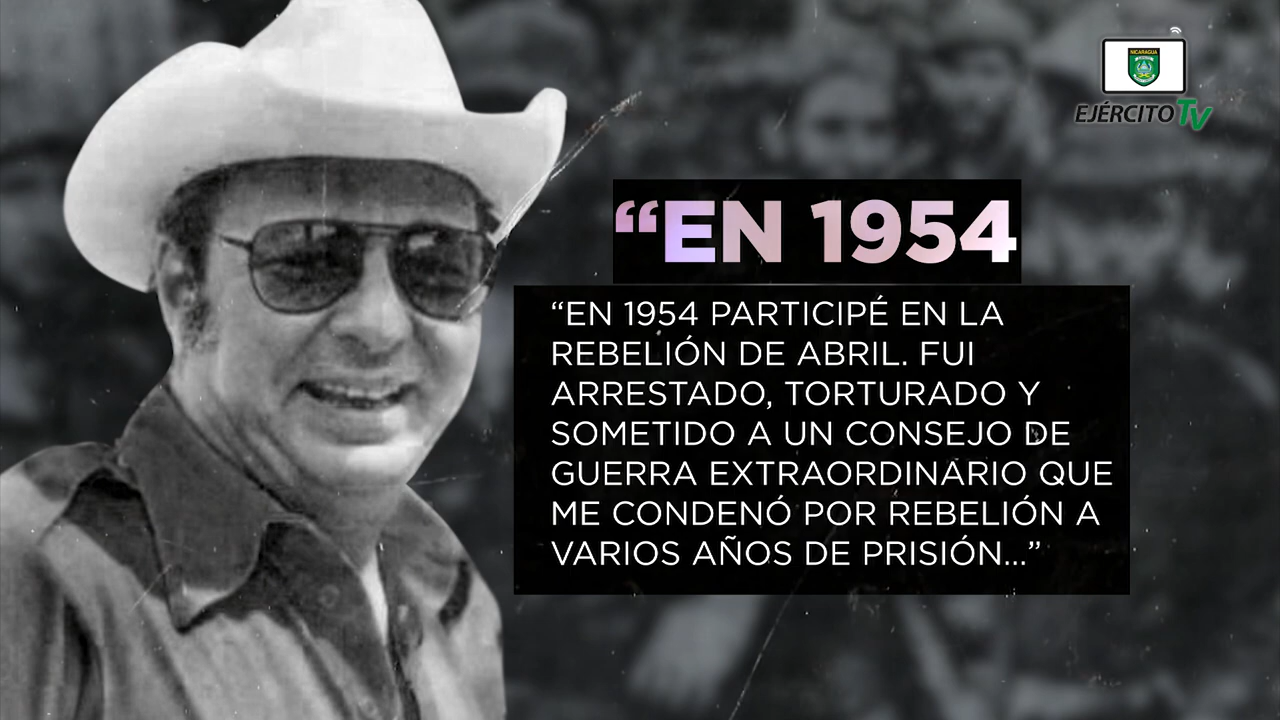 NICARAGUA
EJÉRCITO Tv
“EN 1954
“EN 1954 PARTICIPÉ EN LA
REBELIÓN DE ABRIL. FUI
ARRESTADO, TORTURADO Y
SOMETIDO A UN CONSEJO DE
GUERRA EXTRAORDINARIO QUE
ME CONDENÓ POR REBELIÓN A
VARIOS AÑOS DE PRISIÓN...”